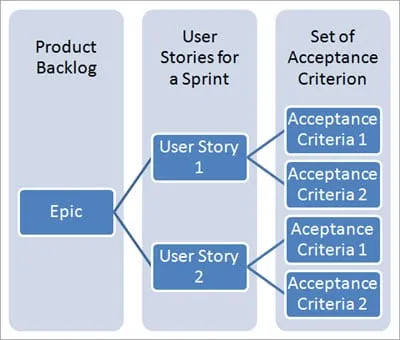 Product
Backlog
User
Stories for
a Sprint
Set of
Acceptance
Criterion
Epic
User Story
1
User Story
2
Acceptance
Criteria 1
Acceptance
Criteria 2
Aceptance
Criteria 1
Acceptance
Criteria 2